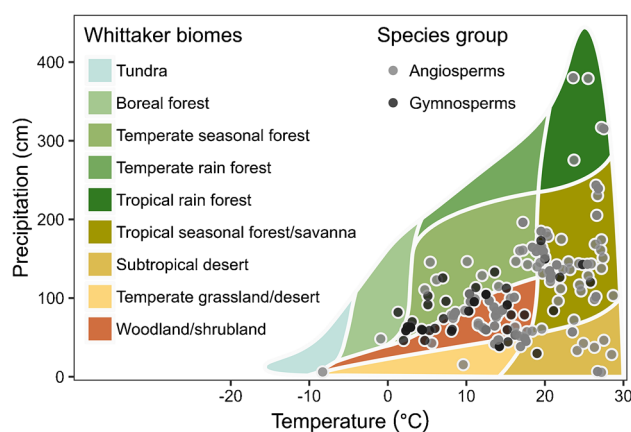 Whittaker biomes
Tundra
Boreal forest
Temperate seasonal forest
Temperate rain forest
Tropical rain forest
Tropical seasonal forest/savanna
Subtropical desert
Temperate grassland/desert
Woodland/shrubland
Species group
Angiosperms
Gymnosperms
Precipitation (cm)
400
300
200
100
0
-20
-10
0
10
20
30
Temperature (°C)